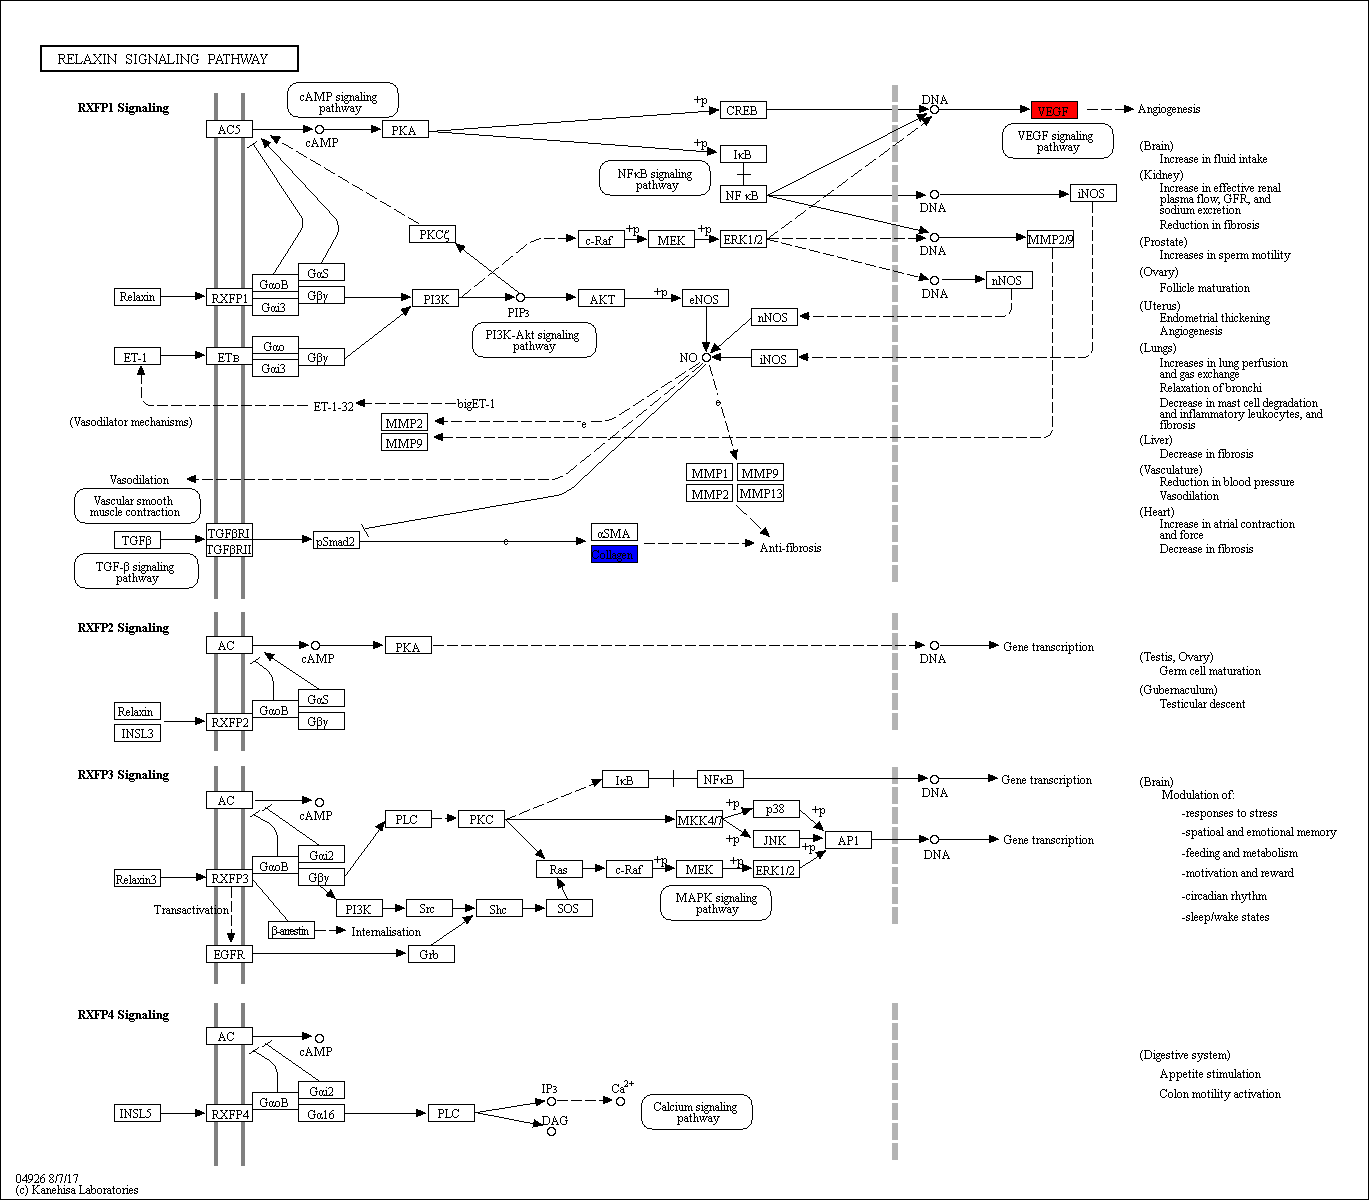 RELAXIN SIGNALING PATHWAY
RXFP1 Signaling
cAMP signaling
pathway
AC5
cAMP
PKA
+p
CREB
DNA
VEGF
Angiogenesis
VEGF signaling
pathway
+p
IκB
NFκB signaling
pathway
NFκB
DNA
iNOS
PKCζ
c-Raf
+p
MEK
+p
ERK1/2
DNA
MMP2/9
DNA
nNOS
Relaxin
RXFP1
GαoB
GαS
Gαi3
Gβγ
PI3K
PIP3
AKT
+p
eNOS
PI3K-Akt signaling
pathway
nNOS
ET-1
ETB
Gαo
Gαi3
Gβγ
NO
iNOS
ET-1-32
bigET-1
(Vasodilator mechanisms)
MMP2
MMP9
e
e
MMP1
MMP9
MMP2
MMP13
Vasodilation
Vascular smooth
muscle contraction
TGFβ
TGFβRI
TGFβRII
pSmad2
e
αSMA
Collagen
Anti-fibrosis
TGF-β signaling
pathway
(Brain)
Increase in fluid intake
(Kidney)
Increase in effective renal
plasma flow, GFR, and
sodium excretion
Reduction in fibrosis
(Prostate)
Increases in sperm motility
(Ovary)
Follicle maturation
(Uterus)
Endometrial thickening
Angiogenesis
(Lungs)
Increases in lung perfusion
and gas exchange
Relaxation of bronchi
Decrease in mast cell degradation
and inflammatory leukocytes, and
fibrosis
(Liver)
Decrease in fibrosis
(Vasculature)
Reduction in blood pressure
Vasodilation
(Heart)
Increase in atrial contraction
and force
Decrease in fibrosis
RXFP2 Signaling
AC
cAMP
PKA
DNA
Gene transcription
Relaxin
INSL3
RXFP2
GαoB
GαS
Gβγ
(Testis, Ovary)
Germ cell maturation
(Gubernaculum)
Testicular descent
RXFP3 Signaling
AC
cAMP
PLC
PKC
IκB
NFκB
DNA
Gene transcription
MKK4/7
+p
p38
+p
+p
JNK
+p
AP1
DNA
Gene transcription
Relaxin3
RXFP3
GαoB
Gαi2
Gβγ
Ras
c-Raf
+p
MEK
+p
ERK1/2
MAPK signaling
pathway
PI3K
Src
Shc
SOS
Transactivation
β-arrestin
Internalisation
EGFR
Grb
(Brain)
Modulation of:
-responses to stress
-spatioal and emotional memory
-feeding and metabolism
-motivation and reward
-circadian rhythm
-sleep/wake states
RXFP4 Signaling
AC
cAMP
INSL5
RXFP4
GαoB
Gαi2
Gα16
PLC
IP3
DAG
Ca2+
Calcium signaling
pathway
(Digestive system)
Appetite stimulation
Colon motility activation
04926 8/7/17
(c) Kanehisa Laboratories